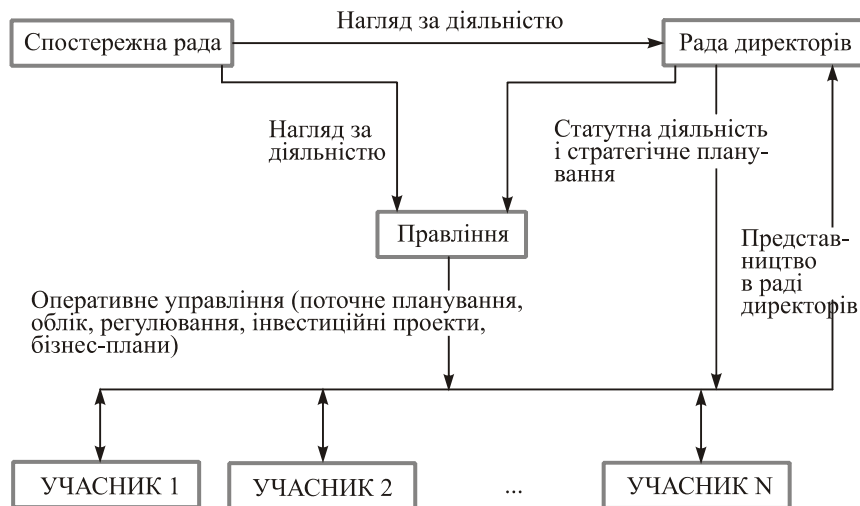 Нагляд за діяльністю
Спостережна рада
Рада директорів
Нагляд за
діяльністю
Статутна діяльність
і стратегічне плану-
вання
Правління
Представ-
ництво
в раді
директорів
Оперативне управління (поточне планування,
облік, регулювання, інвестиційні проекти,
бізнес-плани)
УЧАСНИК 1
УЧАСНИК 2
...
УЧАСНИК N